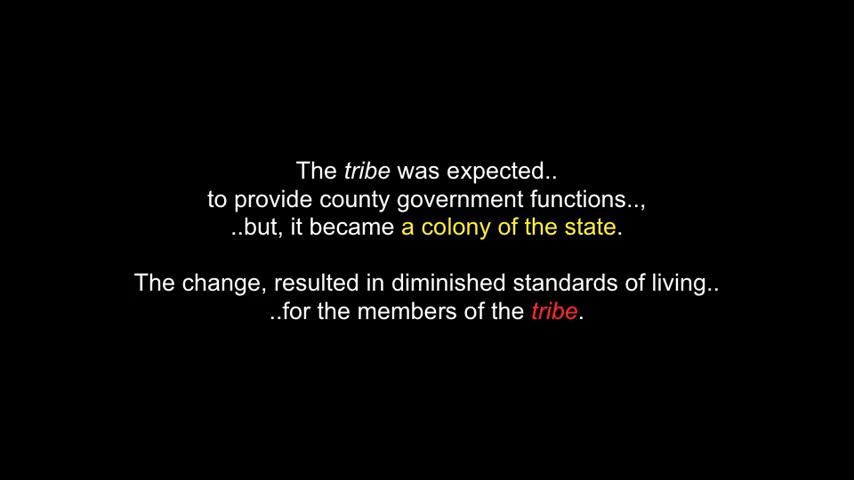 The tribe was expected..
to provide county government functions..,
..but, it became a colony of the state.
The change, resulted in diminished standards of living..
..for the members of the tribe.